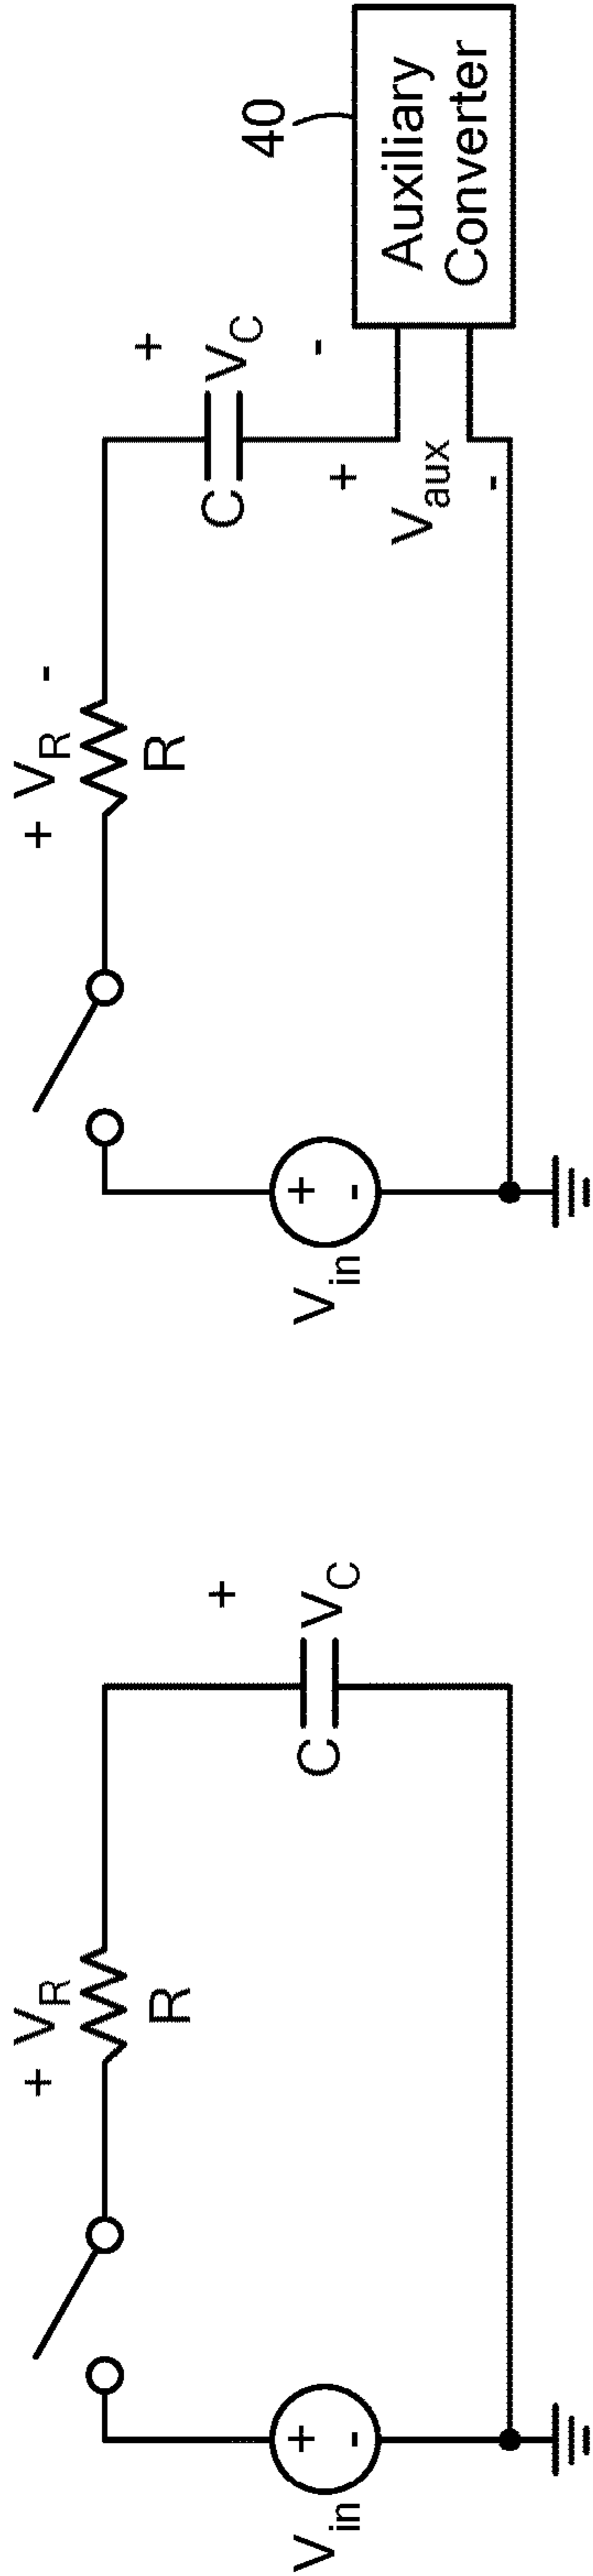 + V_R
R
+
C V_C
V_in
+
-
+ V_R -
R
+
C V_C
-
V_in
+
-
+
V_aux
-
40
Auxiliary
Converter